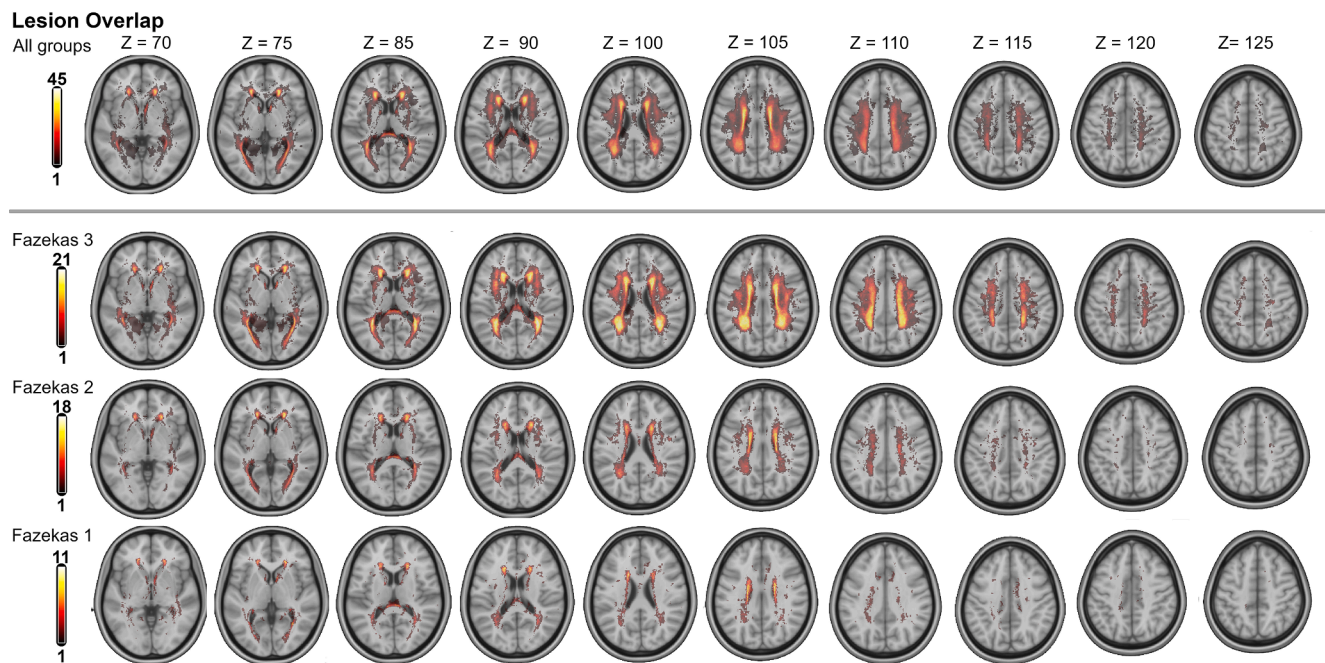 Lesion Overlap
All groups Z = 70 Z = 75 Z = 85 Z = 90 Z = 100 Z = 105 Z = 110 Z = 115 Z = 120 Z= 125
45
1
Fazekas 3
21
1
Fazekas 2
18
1
Fazekas 1
11
1